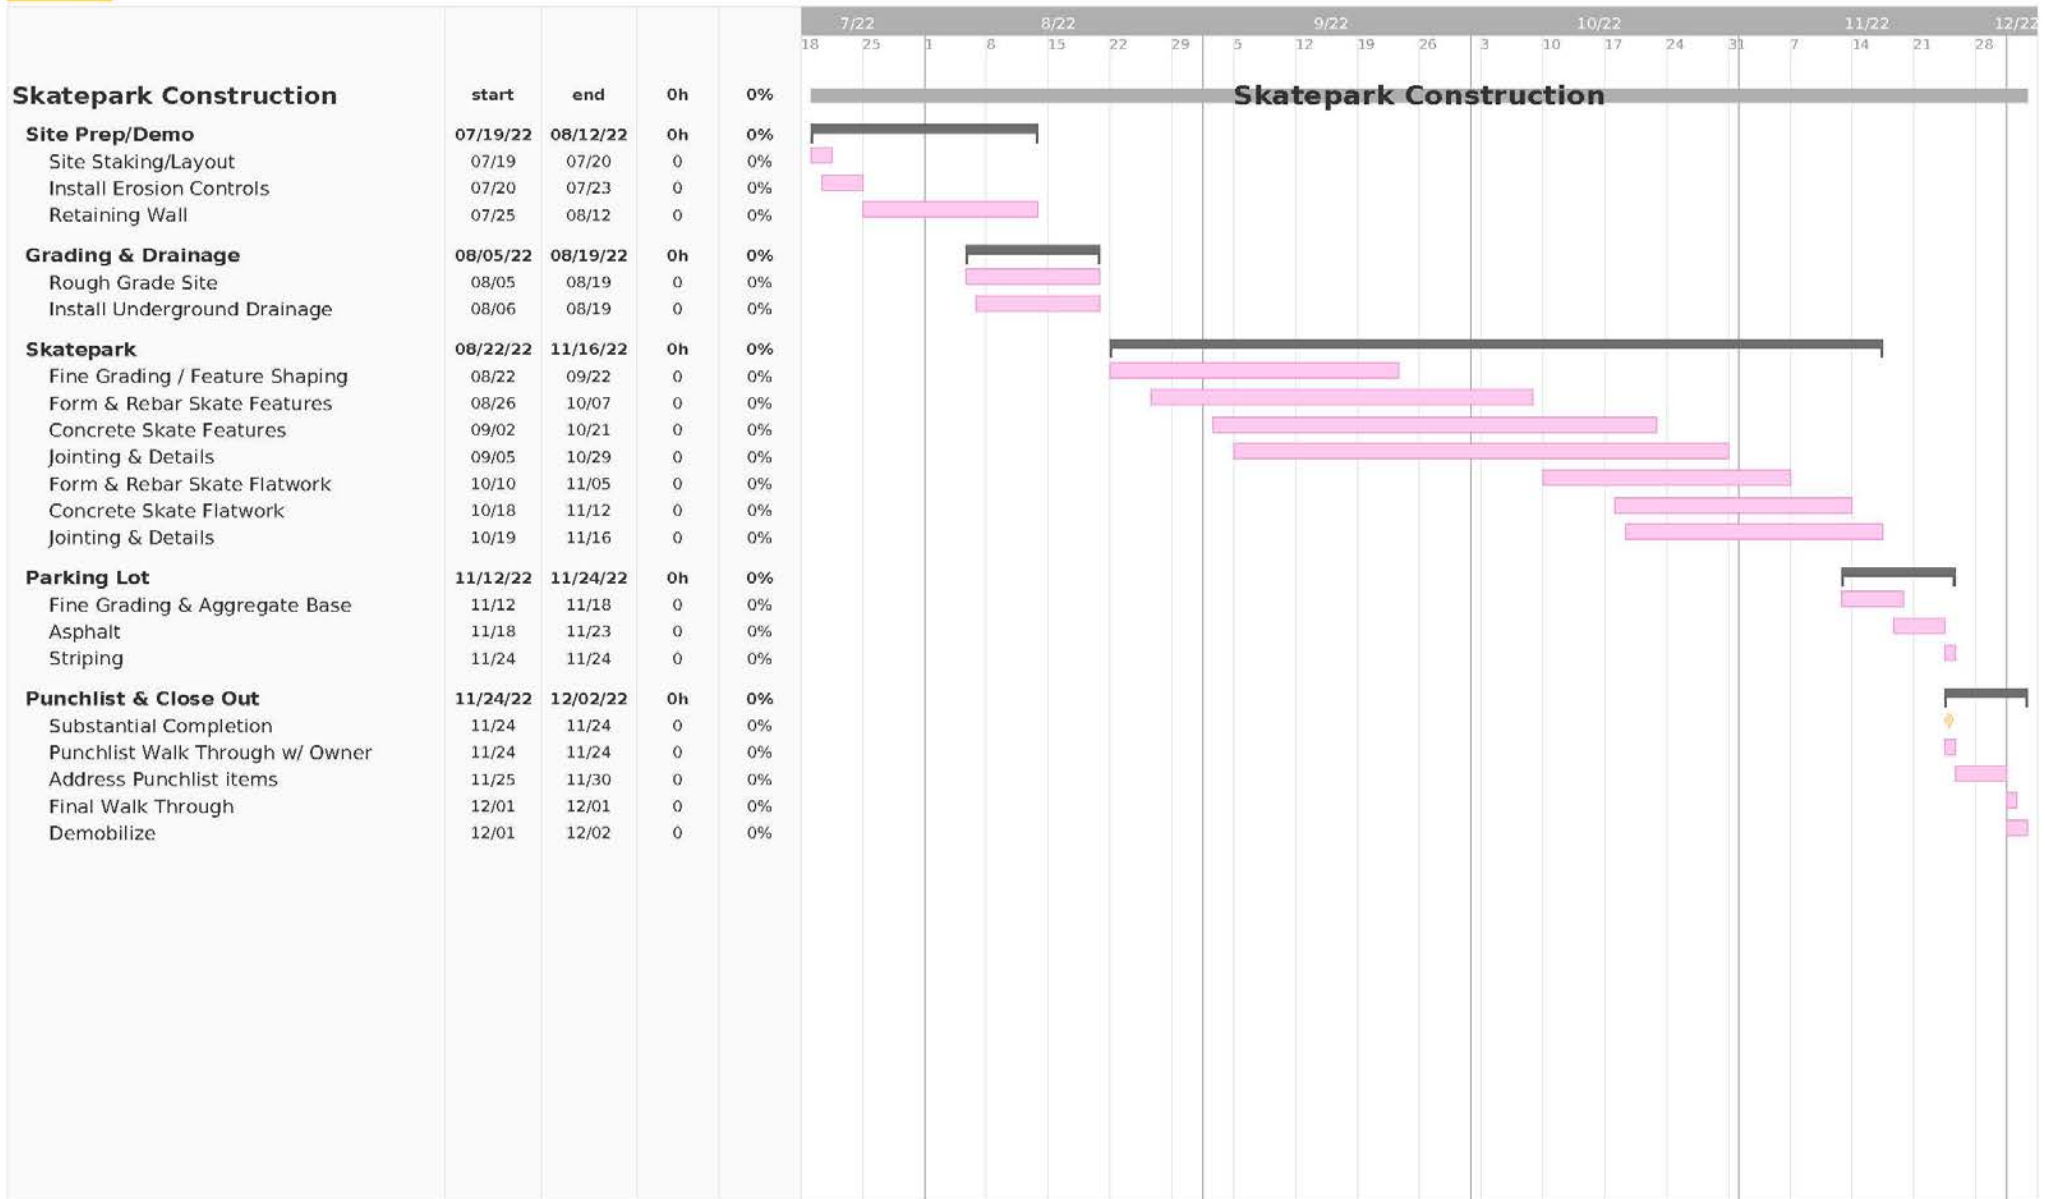 7/22 8/22 9/22 10/22 11/22 12/22
18 25 1 8 15 22 29 5 12 19 26 3 10 17 24 31 7 14 21 28
Skatepark Construction start end 0h 0% Skatepark Construction
Site Prep/Demo 07/19/22 08/12/22 0h 0%
Site Staking/Layout 07/19 07/20 0 0%
Install Erosion Controls 07/20 07/23 0 0%
Retaining Wall 07/25 08/12 0 0%
Grading & Drainage 08/05/22 08/19/22 0h 0%
Rough Grade Site 08/05 08/19 0 0%
Install Underground Drainage 08/06 08/19 0 0%
Skatepark 08/22/22 11/16/22 0h 0%
Fine Grading / Feature Shaping 08/22 09/22 0 0%
Form & Rebar Skate Features 08/26 10/07 0 0%
Concrete Skate Features 09/02 10/21 0 0%
Jointing & Details 09/05 10/29 0 0%
Form & Rebar Skate Flatwork 10/10 11/05 0 0%
Concrete Skate Flatwork 10/18 11/12 0 0%
Jointing & Details 10/19 11/16 0 0%
Parking Lot 11/12/22 11/24/22 0h 0%
Fine Grading & Aggregate Base 11/12 11/18 0 0%
Asphalt 11/18 11/23 0 0%
Striping 11/24 11/24 0 0%
Punchlist & Close Out 11/24/22 12/02/22 0h 0%
Substantial Completion 11/24 11/24 0 0%
Punchlist Walk Through w/ Owner 11/24 11/24 0 0%
Address Punchlist items 11/25 11/30 0 0%
Final Walk Through 12/01 12/01 0 0%
Demobilize 12/01 12/02 0 0%